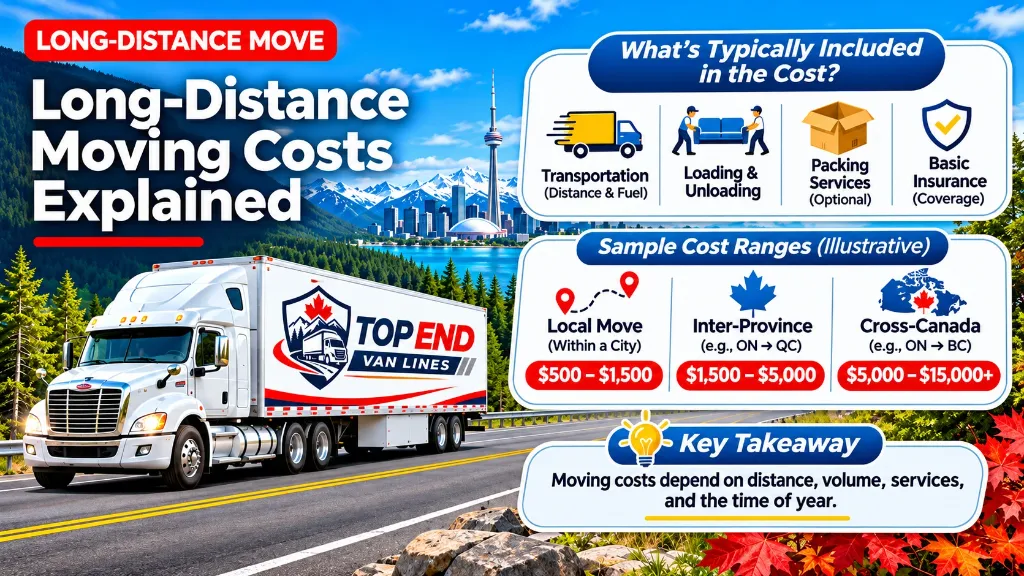 LONG-DISTANCE MOVE
Long-Distance
Moving Costs
Explained
TOP END
VAN LINES
What's Typically Included
in the Cost?
Transportation
(Distance & Fuel)
Loading &
Unloading
Packing
Services
(Optional)
Basic
Insurance
(Coverage)
Sample Cost Ranges (Illustrative)
Local Move
(Within a City)
$500 – $1,500
Inter-Province
(e.g., ON → QC)
$1,500 – $5,000
Cross-Canada
(e.g., ON → BC)
$5,000 – $15,000+
Key Takeaway
Moving costs depend on distance, volume, services,
and the time of year.